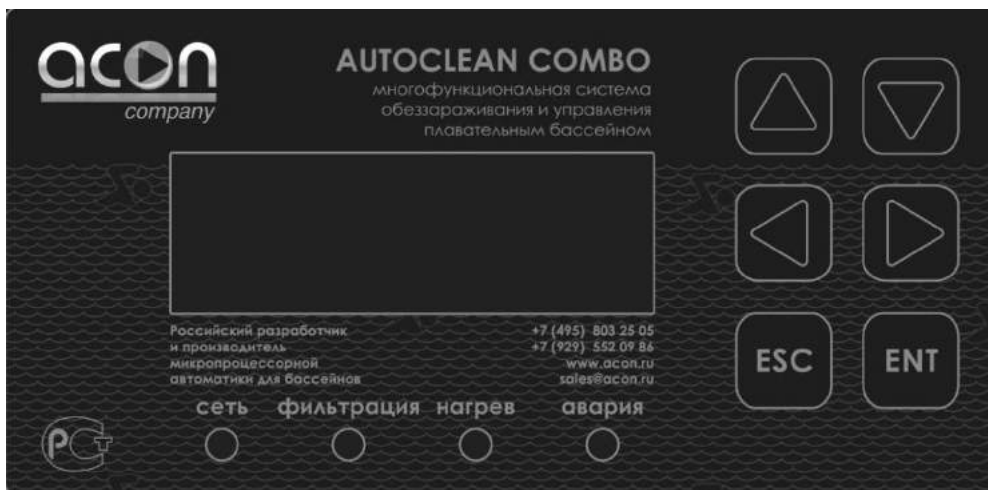 acon
company
AUTOCLEAN COMBO
многофункциональная система
обеззараживания и управления
плавательным бассейном
Российский разработчик
и производитель
микропроцессорной
автоматики для бассейнов
+7 (495) 803 25 05
+7 (929) 552 09 86
www.acon.ru
sales@acon.ru
ESC
ENT
сеть
фильтрация
нагрев
авария
РСТ